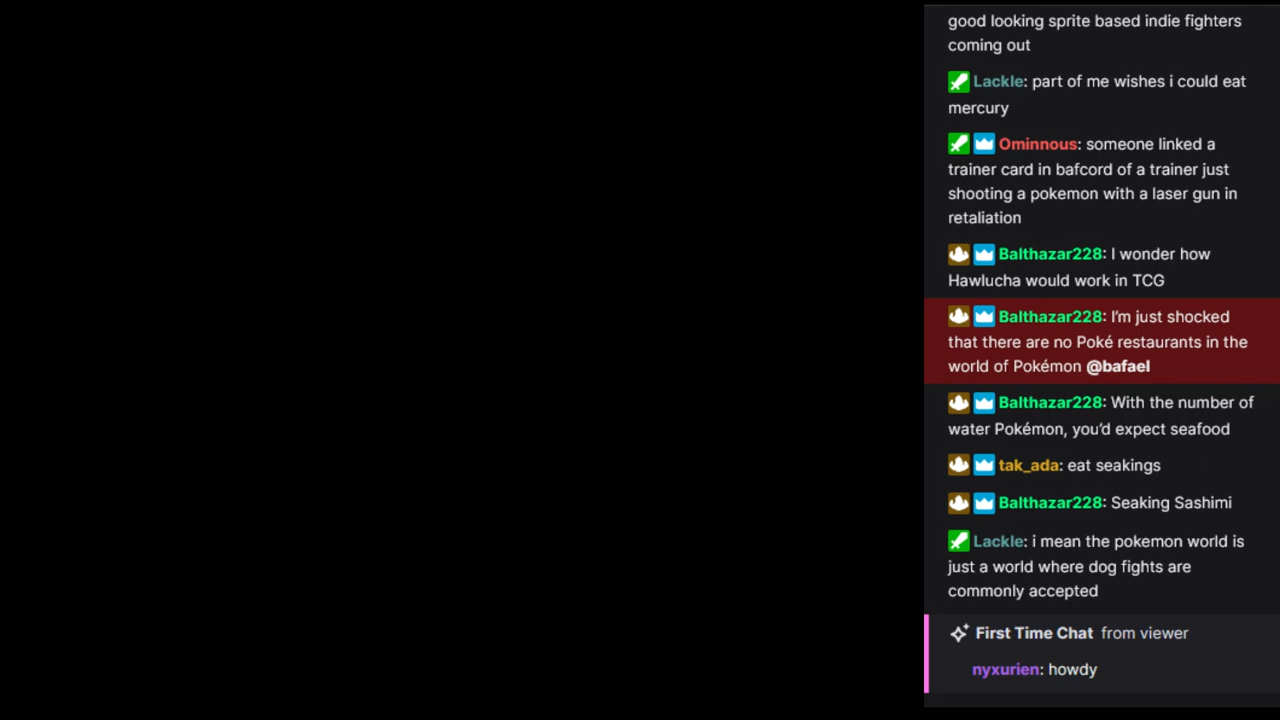 good looking sprite based indie fighters
coming out
Lackle: part of me wishes i could eat
mercury
Ominnous: someone linked a
trainer card in bafcord of a trainer just
shooting a pokemon with a laser gun in
retaliation
Balthazar228: I wonder how
Hawlucha would work in TCG
Balthazar228: I'm just shocked
that there are no Poké restaurants in the
world of Pokémon @bafael
Balthazar228: With the number of
water Pokémon, you'd expect seafood
tak_ada: eat seakings
Balthazar228: Seaking Sashimi
Lackle: i mean the pokemon world is
just a world where dog fights are
commonly accepted
First Time Chat from viewer
nyxurien: howdy